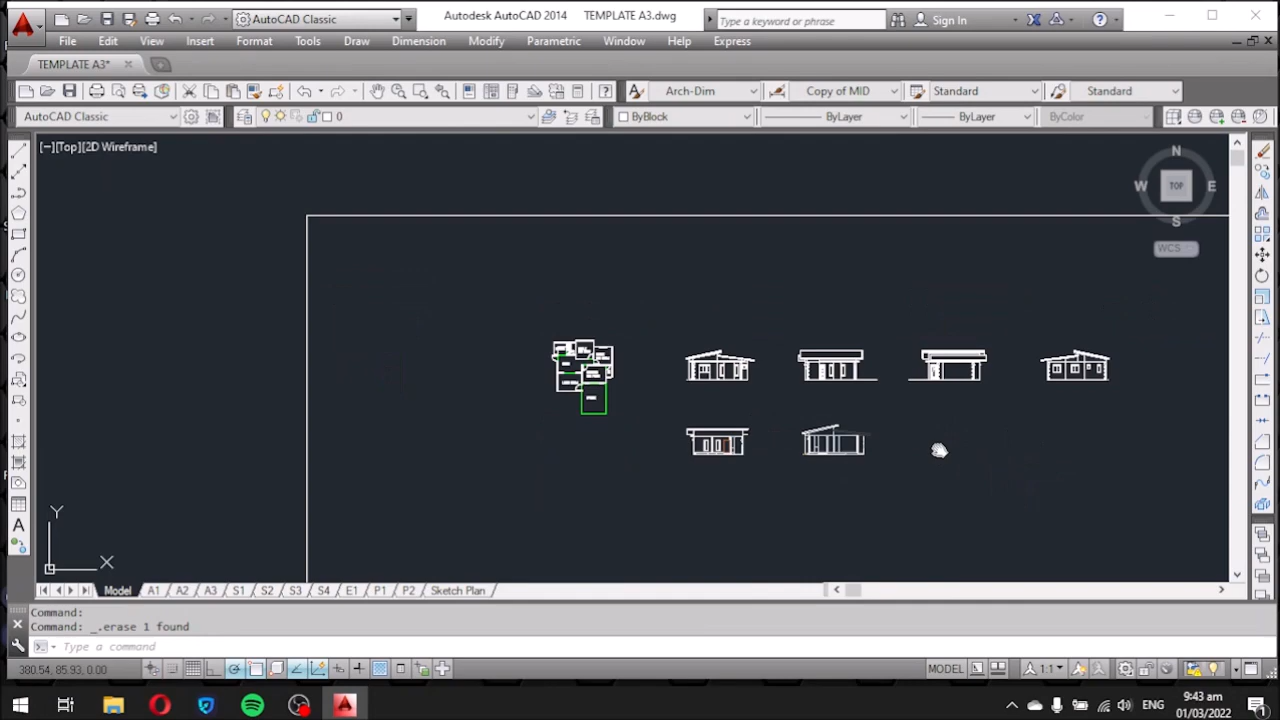 AutoCAD Classic
Autodesk AutoCAD 2014 TEMPLATE A3.dwg
Type a keyword or phrase
Sign In
File Edit View Insert Format Tools Draw Dimension Modify Parametric Window Help Express
TEMPLATE A3*
Arch-Dim Copy of MID Standard Standard
AutoCAD Classic 0 ByBlock ByLayer ByLayer ByColor
[−][Top][2D Wireframe]
N
W TOP E
S
WCS
Y
X
Model A1 A2 A3 S1 S2 S3 S4 E1 P1 P2 Sketch Plan
Command:
Command: _.erase 1 found
Type a command
380.54, 85.93, 0.00 MODEL 1:1
9:43 am
ENG
01/03/2022
1